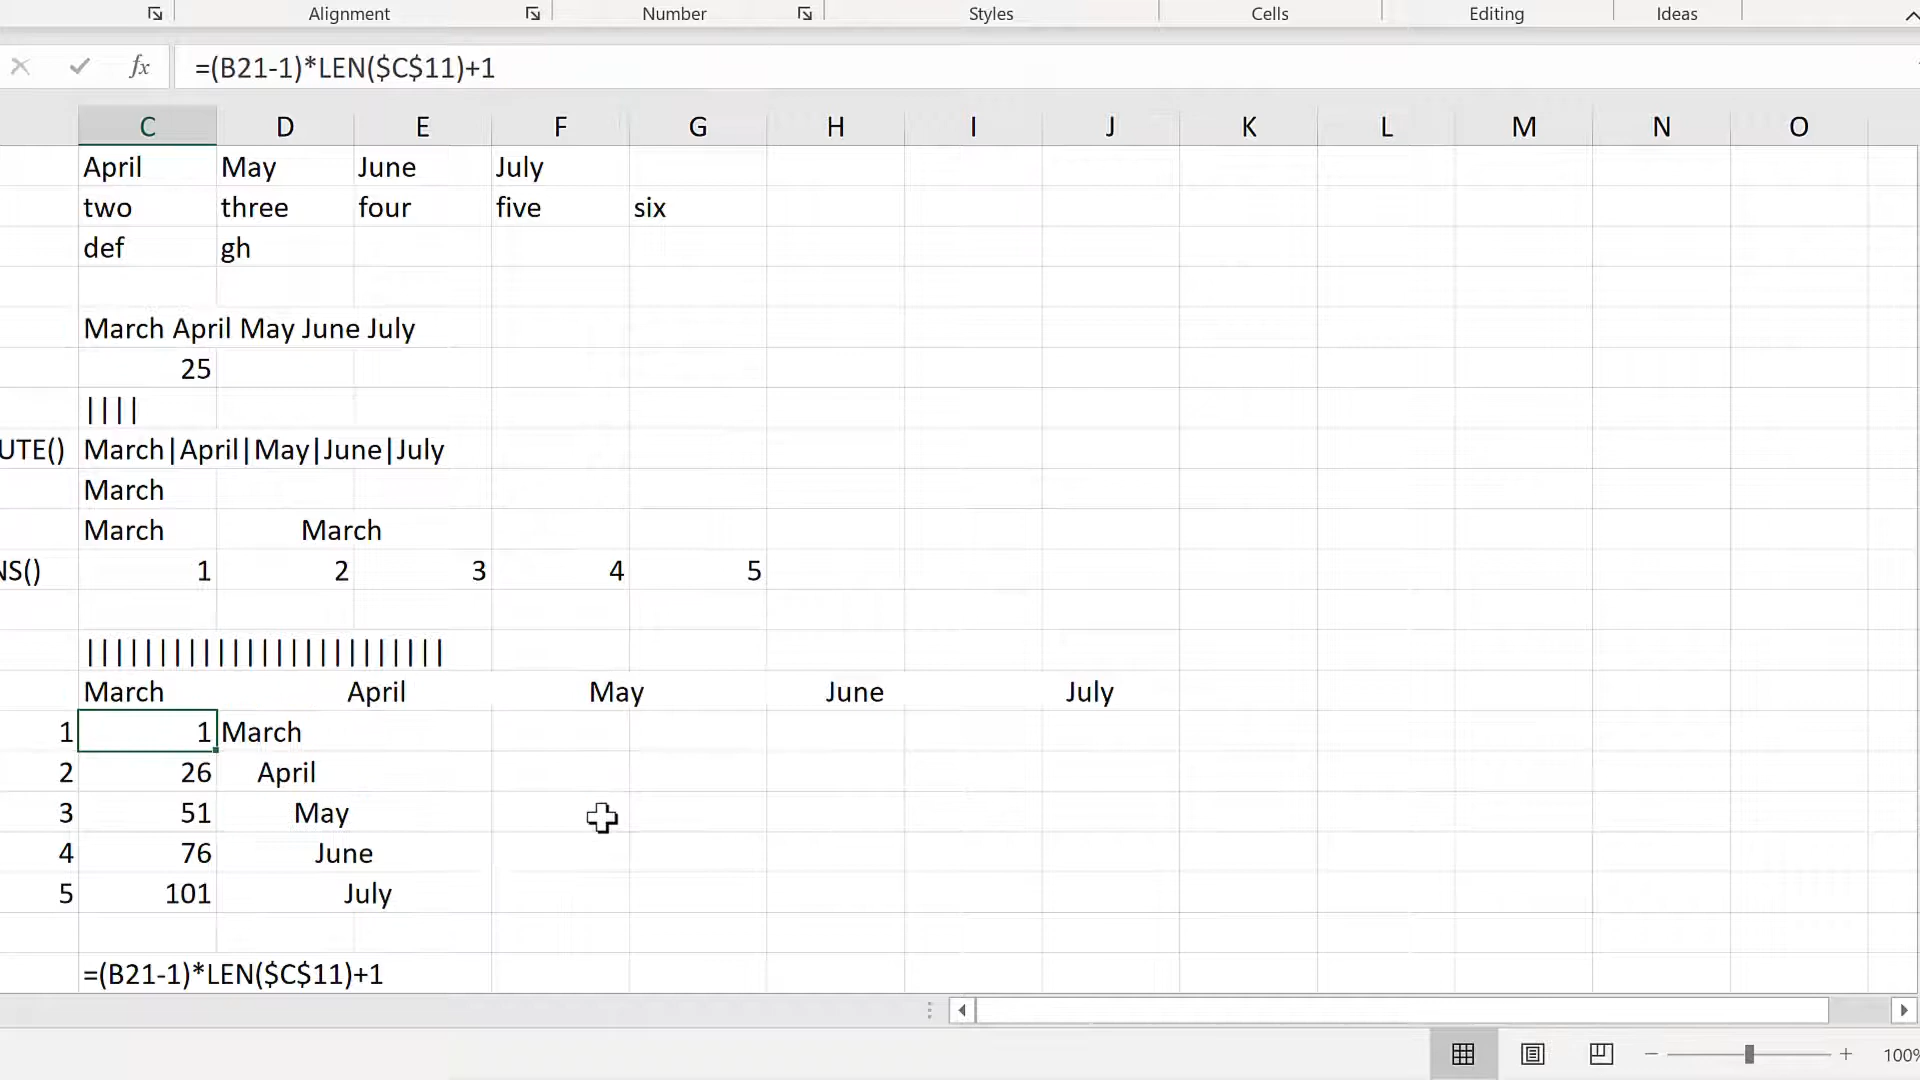 Alignment Number Styles Cells Editing Ideas
fx =(B21-1)*LEN($C$11)+1
C D E F G H I J K L M N O
April May June July
two three four five six
def gh
March April May June July
25
||||
UTE() March|April|May|June|July
March
March March
NS() 1 2 3 4 5
|||||||||||||||||||||||||
March April May June July
1 1 March
2 26 April
3 51 May
4 76 June
5 101 July
=(B21-1)*LEN($C$11)+1
100%